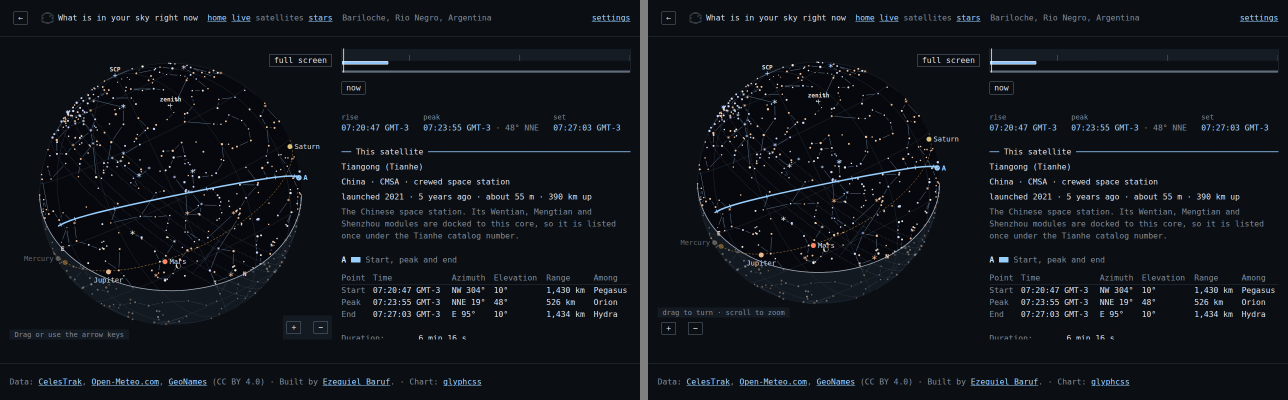 ← What is in your sky right now home live satellites stars Bariloche, Rio Negro, Argentina settings
full screen
SCP
zenith
Saturn
A
E
Mercury
Mars
Jupiter
N
Drag or use the arrow keys
+ −
now
rise peak set
07:20:47 GMT-3 07:23:55 GMT-3 · 48° NNE 07:27:03 GMT-3
This satellite
Tiangong (Tianhe)
China · CMSA · crewed space station
launched 2021 · 5 years ago · about 55 m · 390 km up
The Chinese space station. Its Wentian, Mengtian and
Shenzhou modules are docked to this core, so it is listed
once under the Tianhe catalog number.
A Start, peak and end
Point Time Azimuth Elevation Range Among
Start 07:20:47 GMT-3 NW 304° 10° 1,430 km Pegasus
Peak 07:23:55 GMT-3 NNE 19° 48° 526 km Orion
End 07:27:03 GMT-3 E 95° 10° 1,434 km Hydra
Duration: 6 min 16 s
Data: CelesTrak, Open-Meteo.com, GeoNames (CC BY 4.0) · Built by Ezequiel Baruf. · Chart: glyphcss
← What is in your sky right now home live satellites stars Bariloche, Rio Negro, Argentina settings
full screen
SCP
zenith
Saturn
A
E
Mercury
Mars
Jupiter
N
drag to turn · scroll to zoom
+ −
now
rise peak set
07:20:47 GMT-3 07:23:55 GMT-3 · 48° NNE 07:27:03 GMT-3
This satellite
Tiangong (Tianhe)
China · CMSA · crewed space station
launched 2021 · 5 years ago · about 55 m · 390 km up
The Chinese space station. Its Wentian, Mengtian and
Shenzhou modules are docked to this core, so it is listed
once under the Tianhe catalog number.
A Start, peak and end
Point Time Azimuth Elevation Range Among
Start 07:20:47 GMT-3 NW 304° 10° 1,430 km Pegasus
Peak 07:23:55 GMT-3 NNE 19° 48° 526 km Orion
End 07:27:03 GMT-3 E 95° 10° 1,434 km Hydra
Duration: 6 min 16 s
Data: CelesTrak, Open-Meteo.com, GeoNames (CC BY 4.0) · Built by Ezequiel Baruf. · Chart: glyphcss